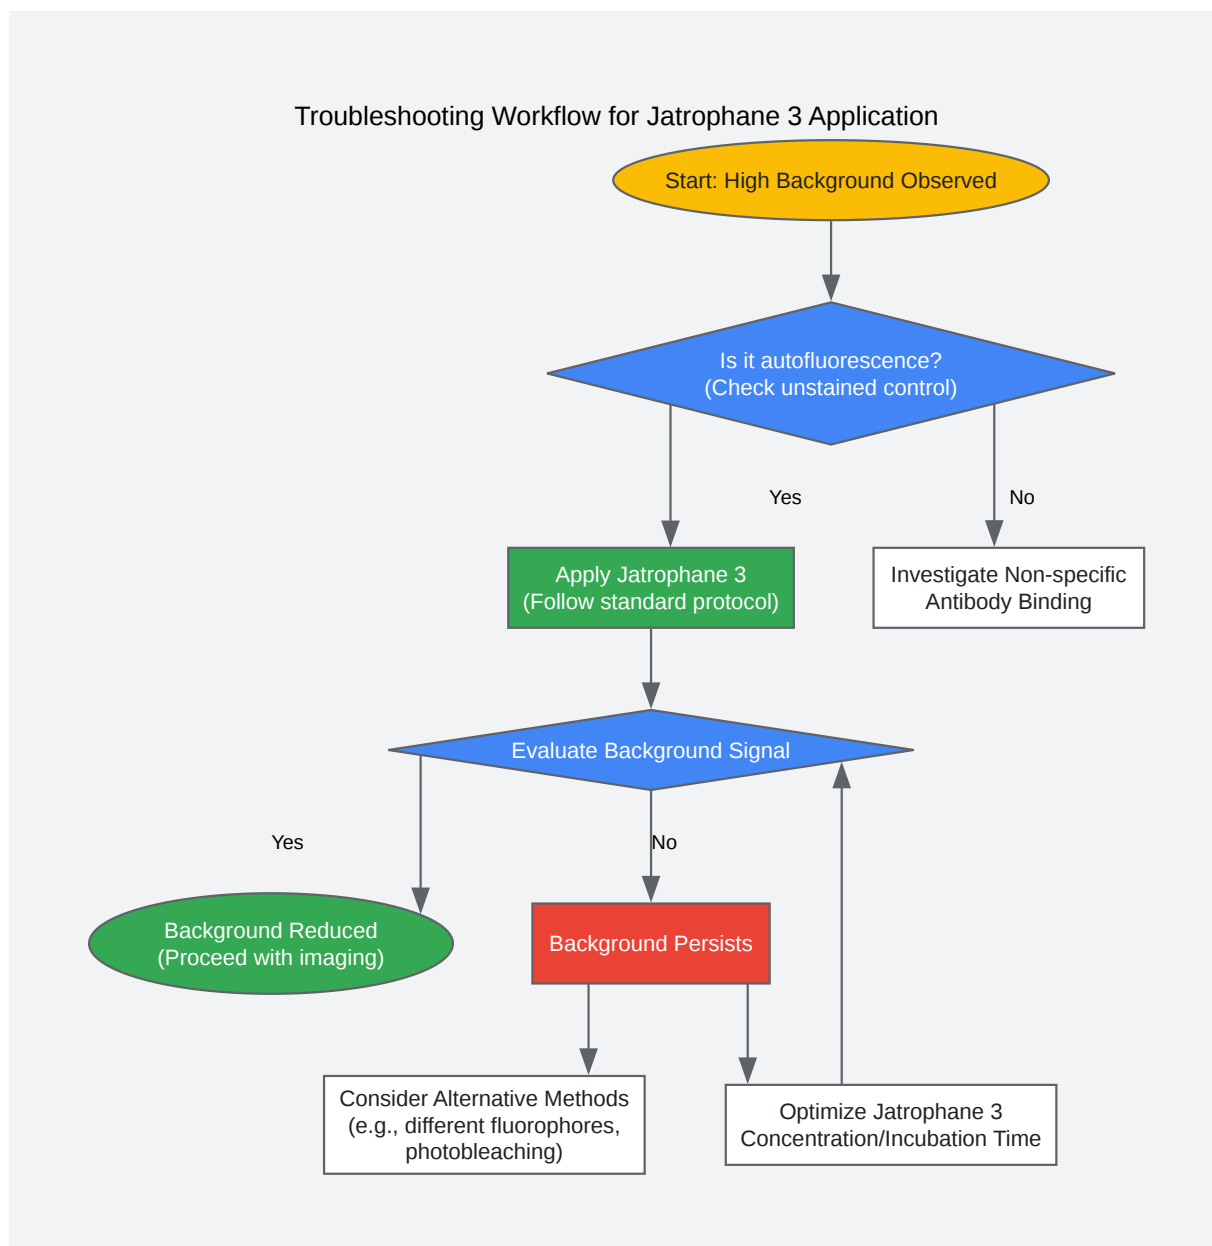 Troubleshooting Workflow for Jatrophane 3 Application
Start: High Background Observed
Is it autofluorescence?
(Check unstained control)
Yes
No
Apply Jatrophane 3
(Follow standard protocol)
Investigate Non-specific
Antibody Binding
Evaluate Background Signal
Yes
No
Background Reduced
(Proceed with imaging)
Background Persists
Consider Alternative Methods
(e.g., different fluorophores,
photobleaching)
Optimize Jatrophane 3
Concentration/Incubation Time